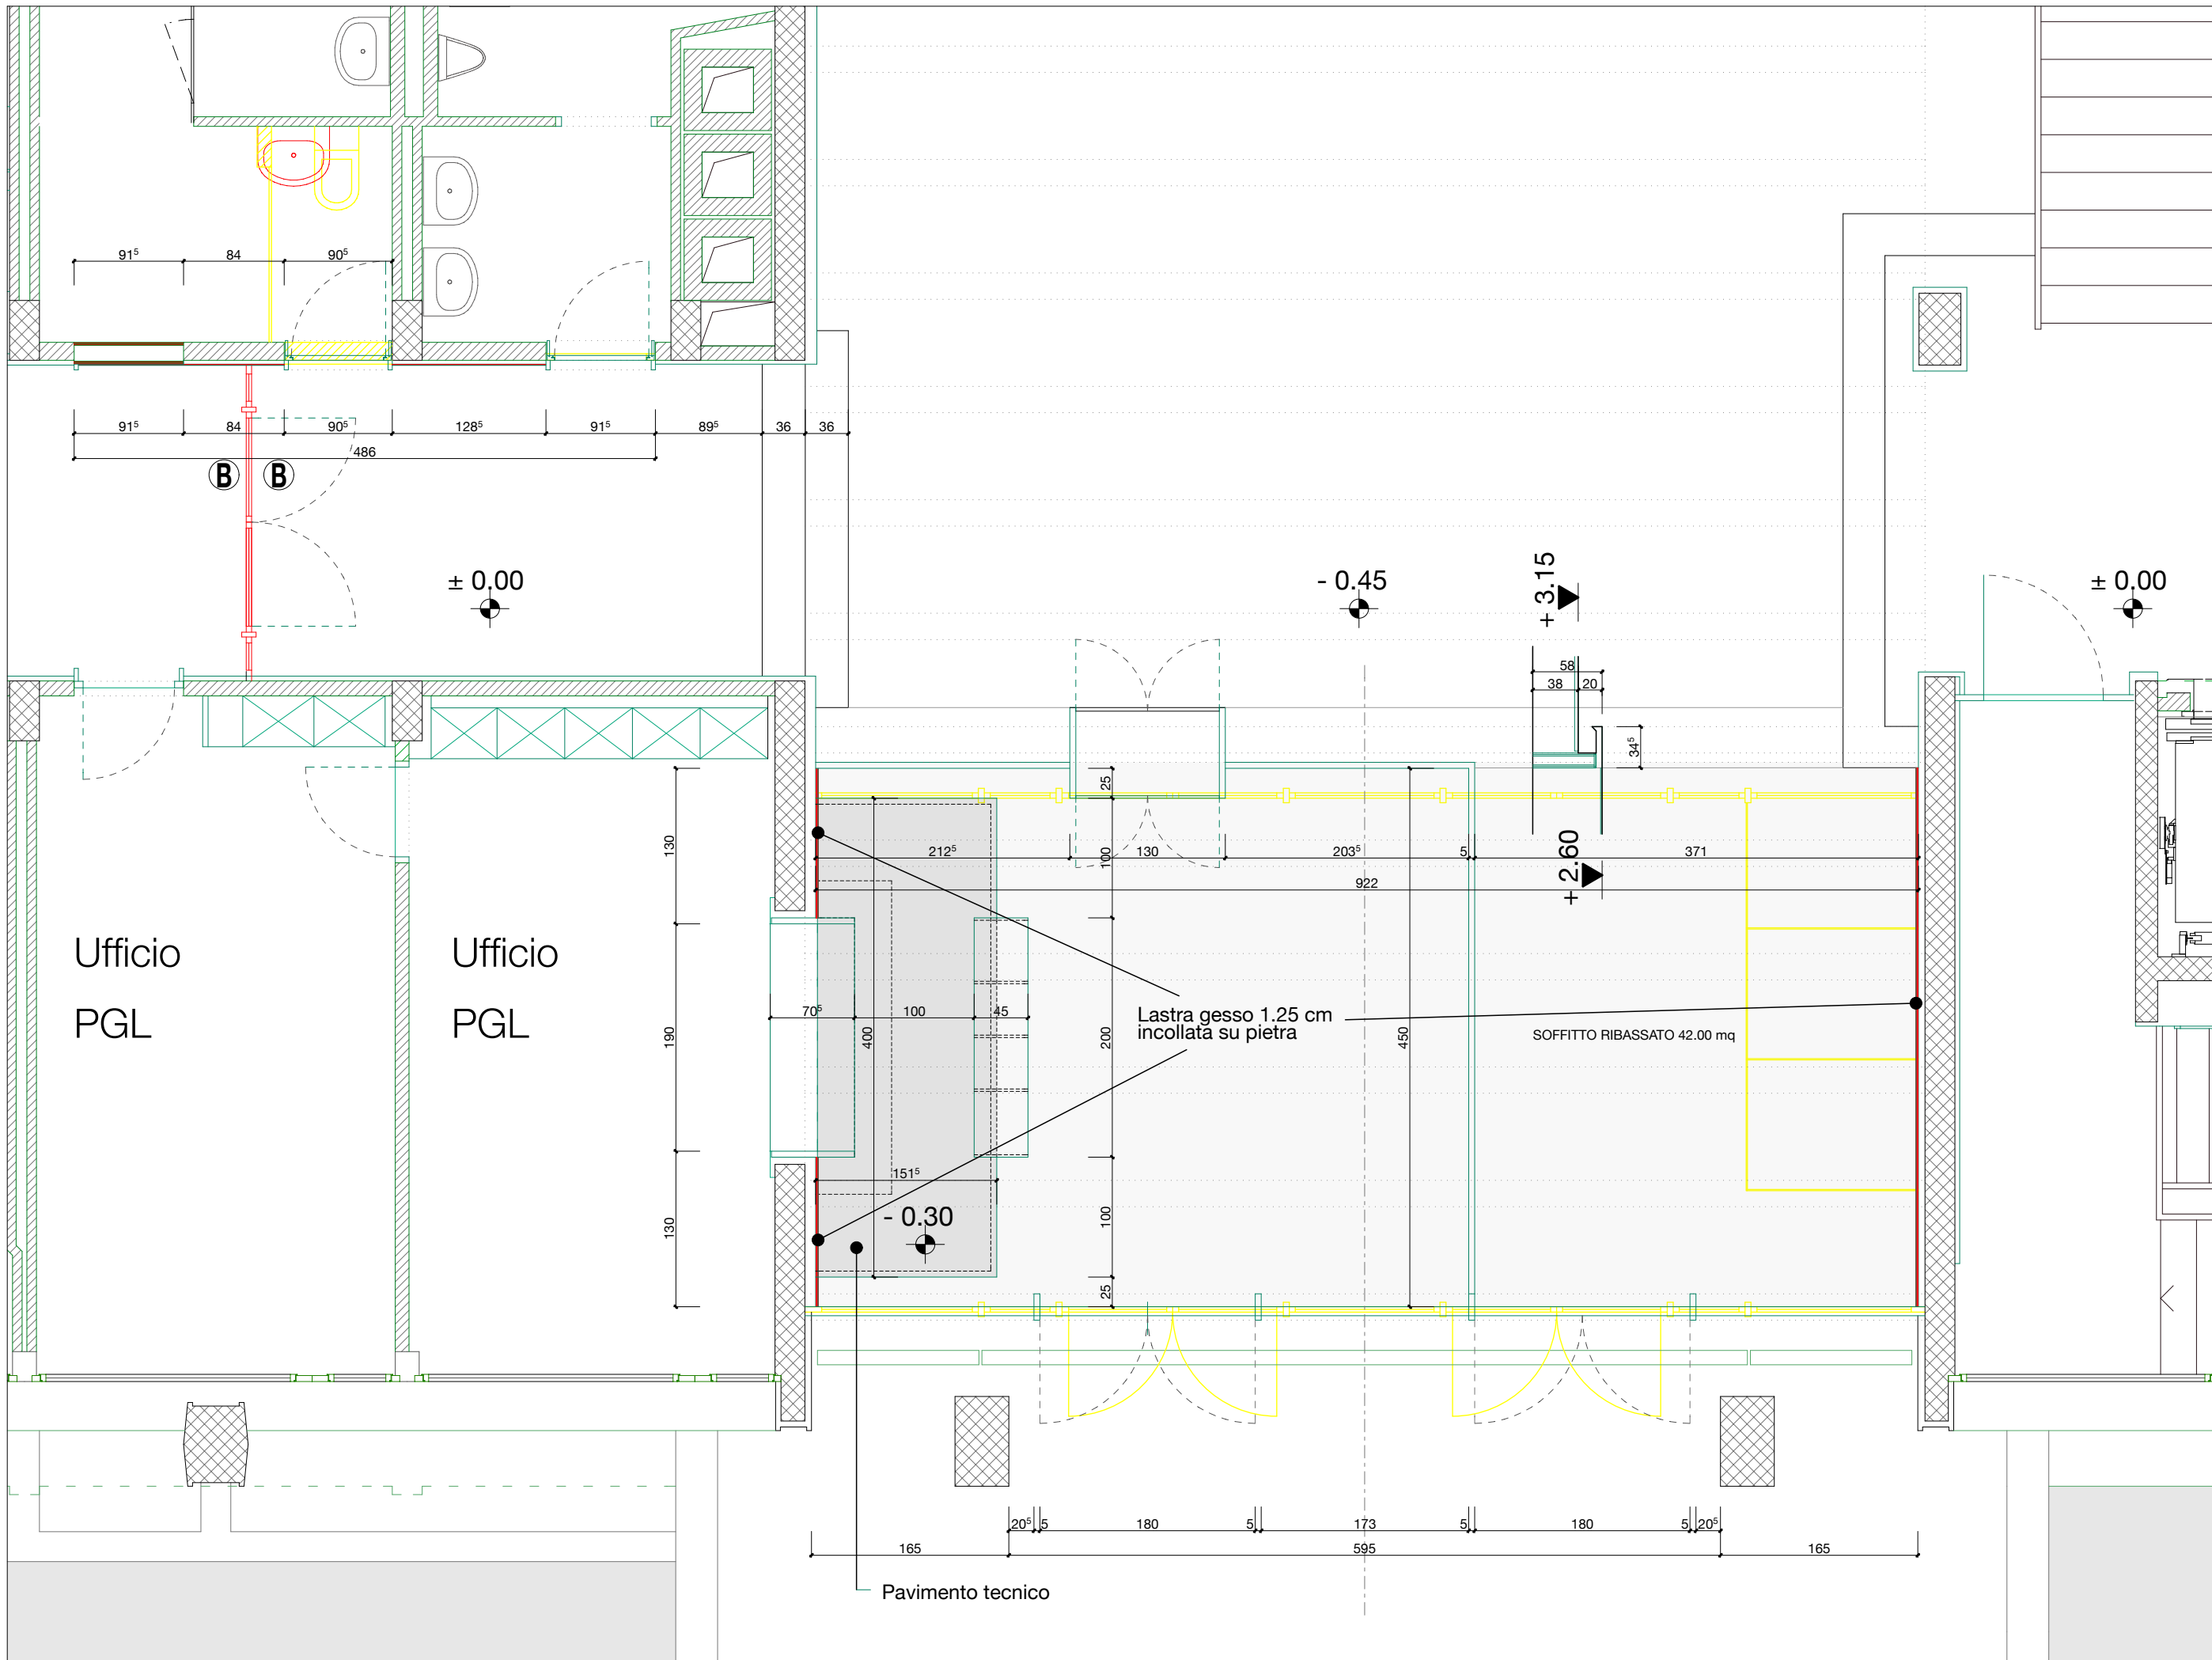 91⁵ 84 90⁵
91⁵ 84 90⁵ 128⁵ 91⁵ 89⁵ 36 36
486
B B
± 0.00
- 0.45
+ 3.15
± 0.00
58
38 20
34⁵
25
130
212⁵ 130 203⁵ 5 371
100
+ 2.60
922
Ufficio
PGL
Ufficio
PGL
70⁵ 100 45
Lastra gesso 1.25 cm
incollata su pietra
SOFFITTO RIBASSATO 42.00 mq
190
400
200
450
151⁵
130
- 0.30
100
25
20⁵ 5 180 5 173 5 180 5 20⁵
165 595 165
Pavimento tecnico